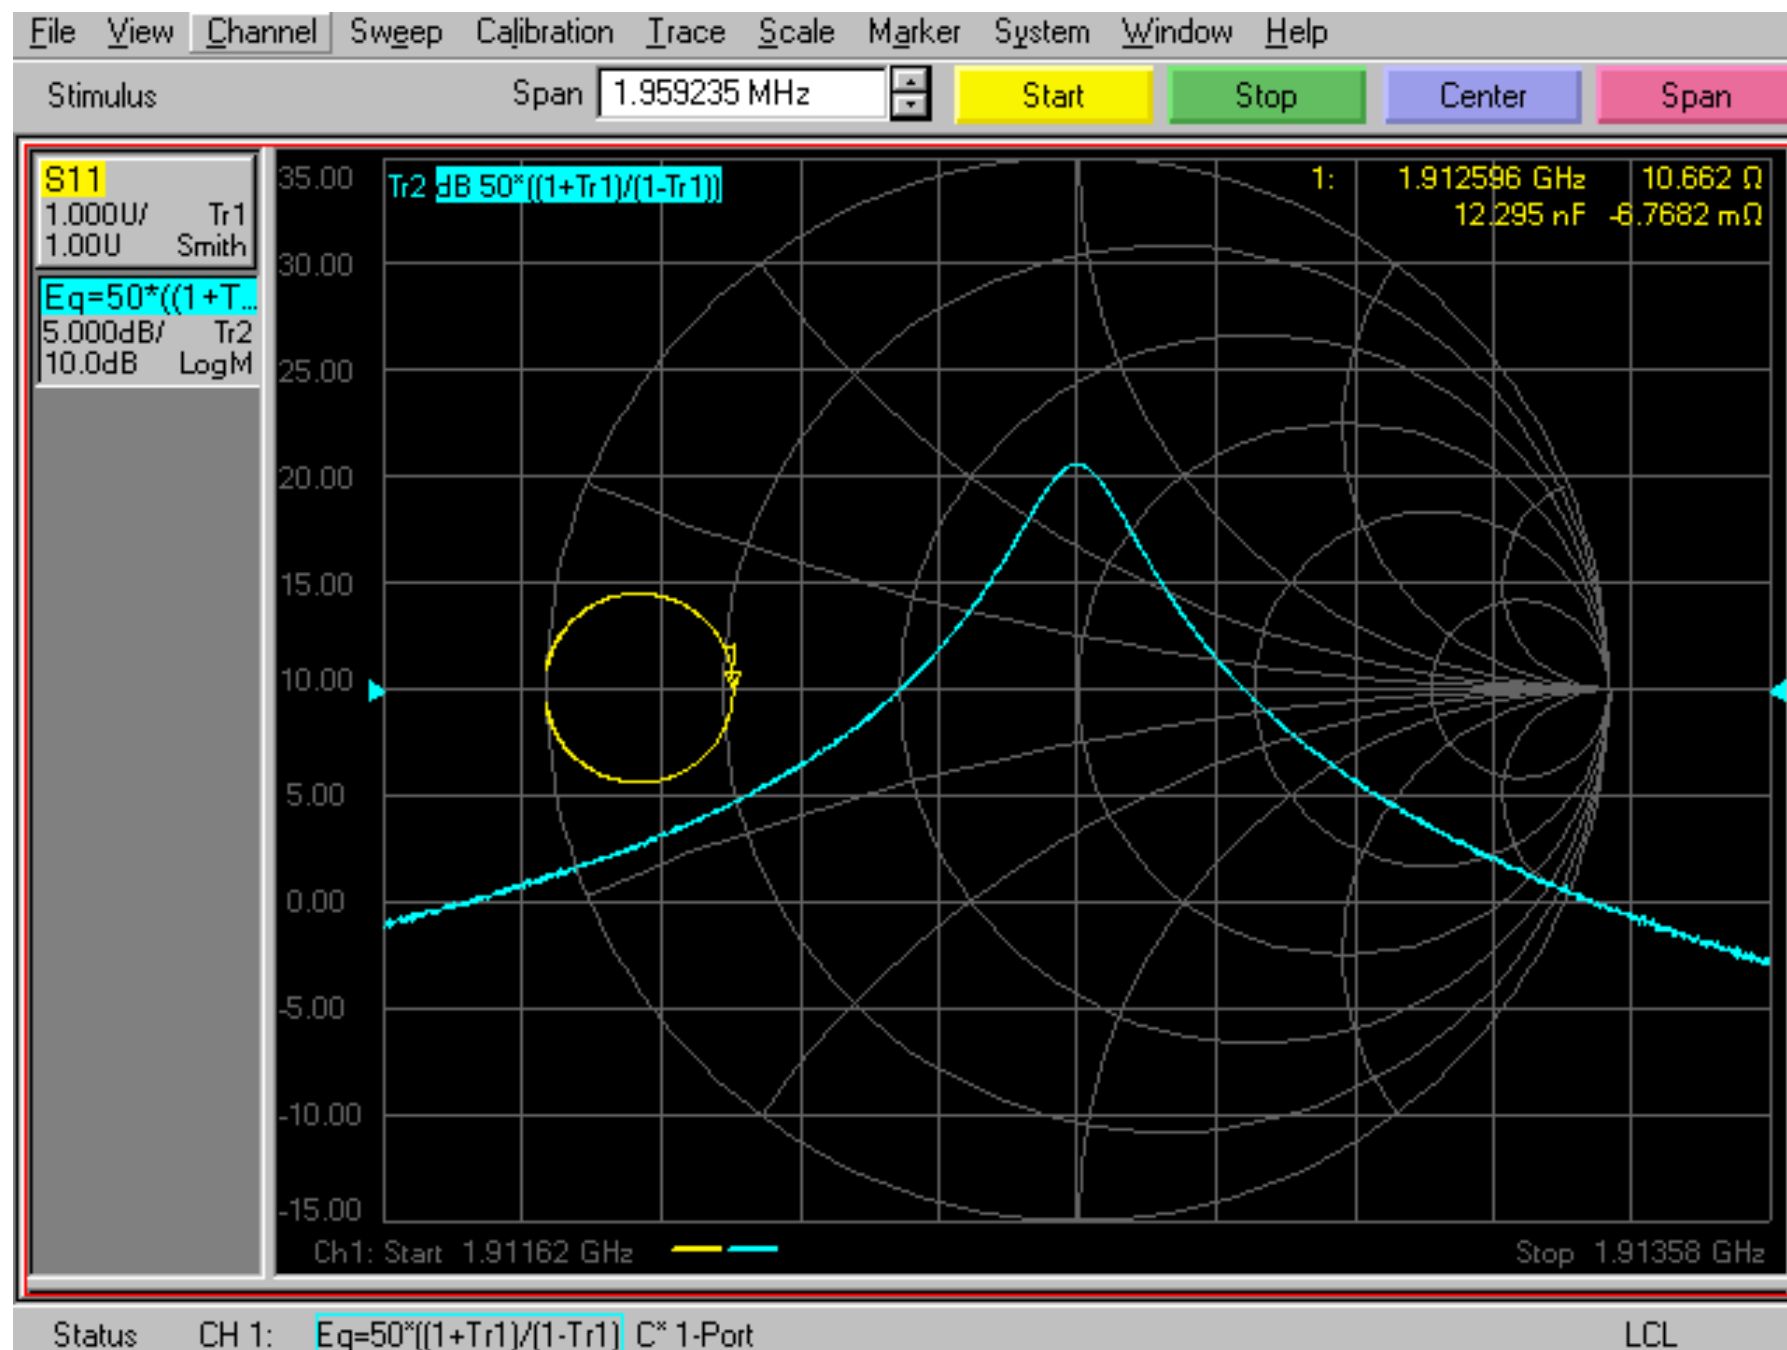 File View Channel Sweep Calibration Trace Scale Marker System Window Help
Stimulus Span 1.959235 MHz Start Stop Center Span
S11
1.000U/ Tr1
1.00U Smith
Eq=50*((1+T...
5.000dB/ Tr2
10.0dB LogM
Tr2 dB 50*((1+Tr1)/(1-Tr1))
1: 1.912596 GHz 10.662 Ω
12.295 nF -6.7682 mΩ
1
35.00
30.00
25.00
20.00
15.00
10.00
5.00
0.00
-5.00
-10.00
-15.00
Ch1: Start 1.91162 GHz Stop 1.91358 GHz
Status CH 1: Eq=50*((1+Tr1)/(1-Tr1) C* 1-Port LCL